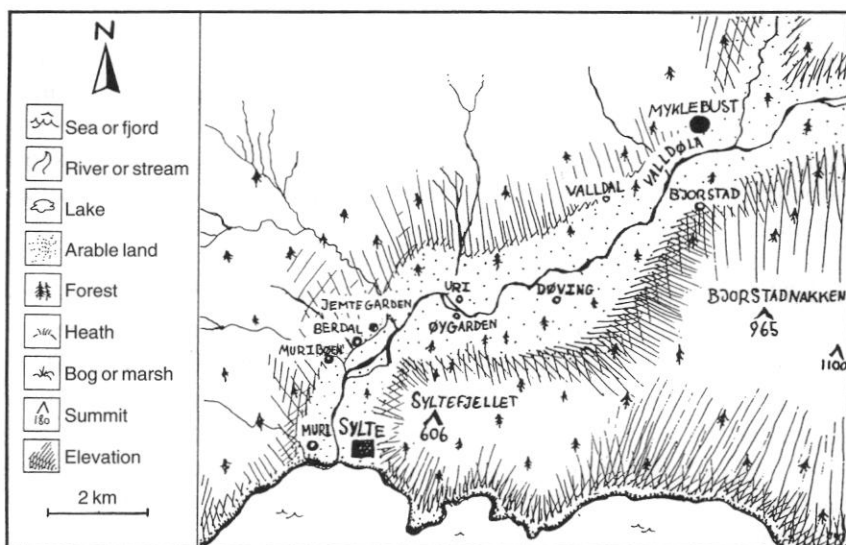 N
Sea or fjord
River or stream
Lake
Arable land
Forest
Heath
Bog or marsh
180
Summit
Elevation
2 km
MYKLEBUST
VALLDØLA
VALLDAL
BJORSTAD
URI
DØVING
BJORSTADNAKKEN
965
1100
JEMTEGARDEN
ØYGARDEN
BERDAL
MURIBØEN
SYLTEFJELLET
606
MURI
SYLTE